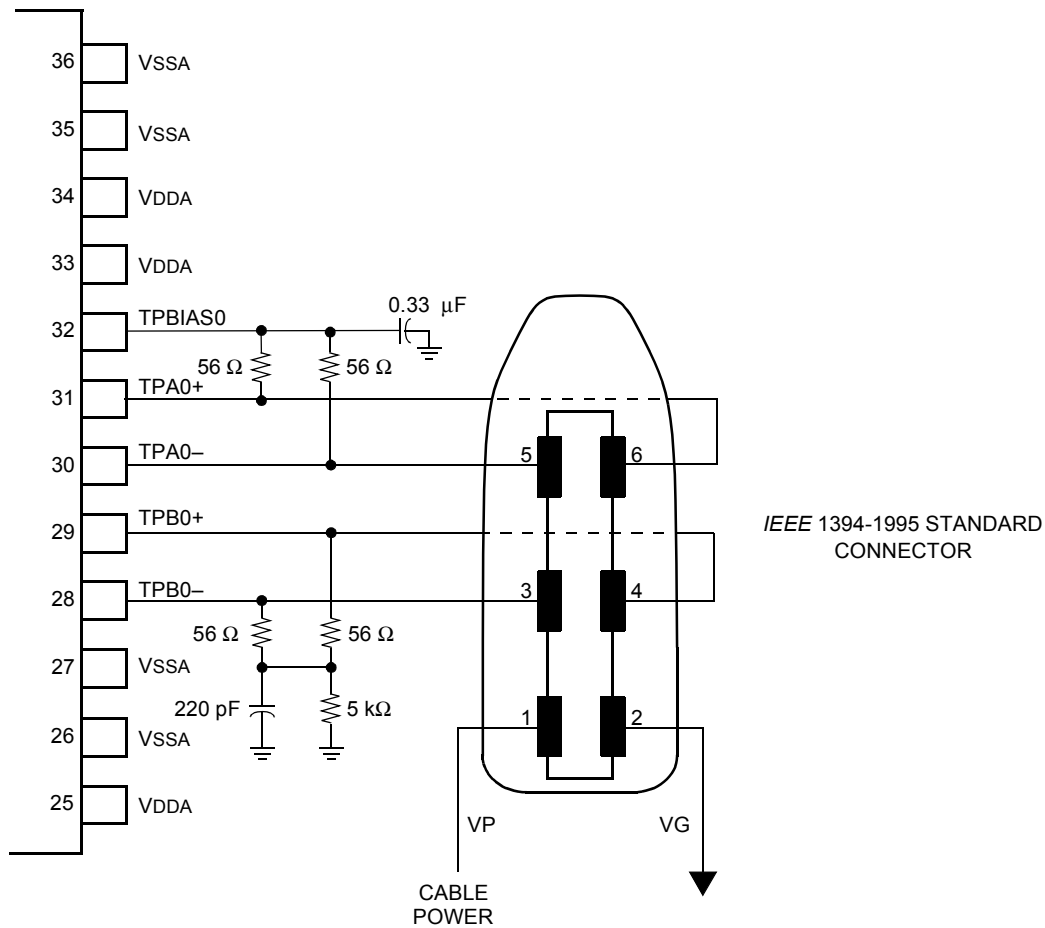 36 VSSA
35 VSSA
34 VDDA
33 VDDA
0.33 μF
32 TPBIAS0
56 Ω 56 Ω
31 TPA0+
30 TPA0–
5 6
29 TPB0+
IEEE 1394-1995 STANDARD
CONNECTOR
28 TPB0–
3 4
56 Ω 56 Ω
27 VSSA
220 pF 5 kΩ
1 2
26 VSSA
25 VDDA
VP VG
CABLE
POWER